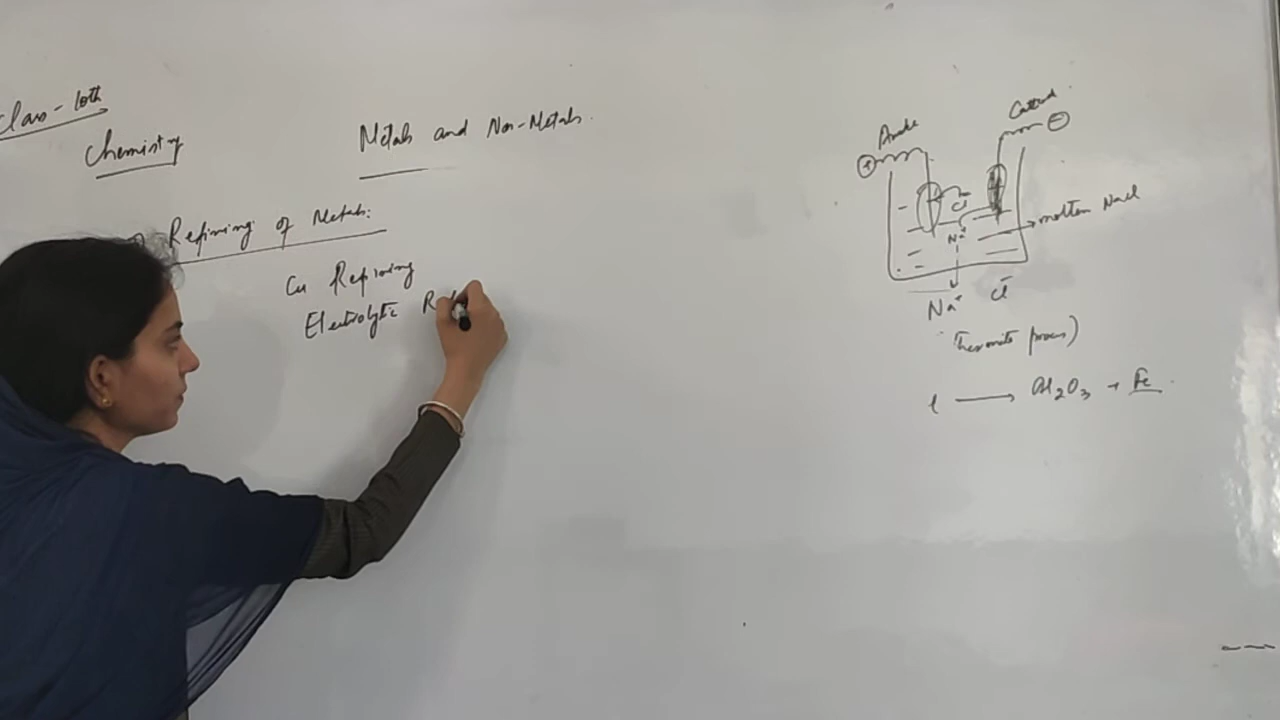 Class - 10th
Chemistry
Metals and Non-Metals.
Refining of Metals:
Cu Refining
Electrolytic
Anode
Cathode
+
-
Cl⁻
Na⁺
molten NaCl
Na⁺ Cl⁻
Thermite process)
l → Al₂O₃ + Fe